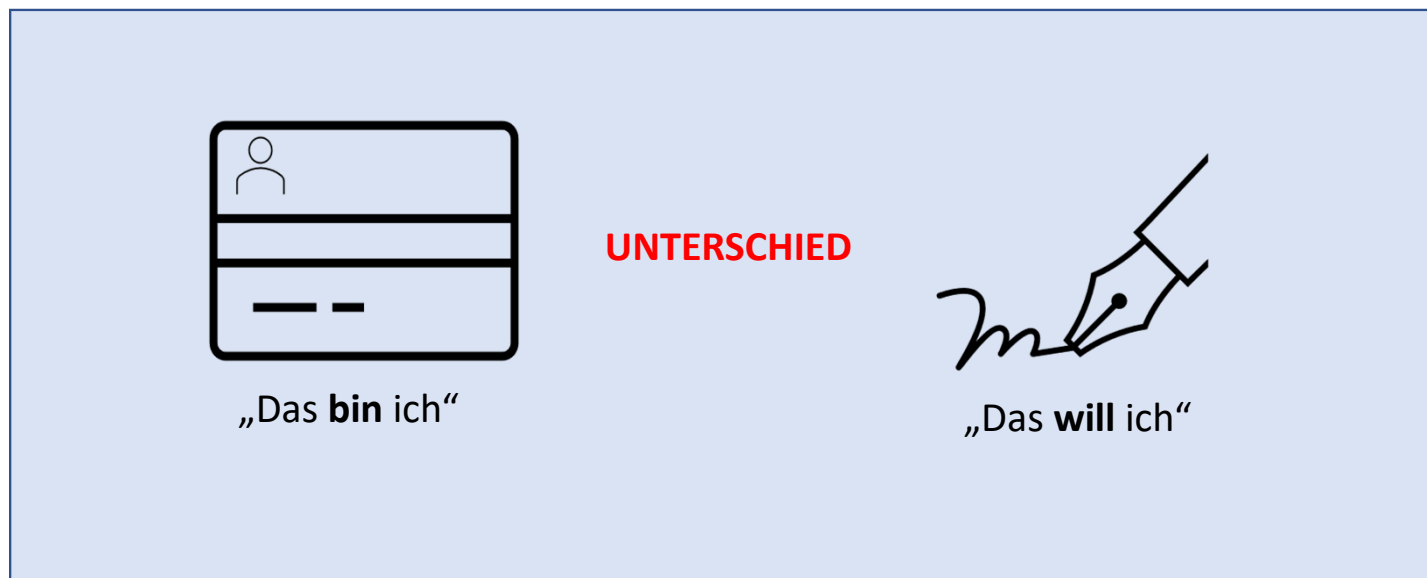 UNTERSCHIED
„Das bin ich“
„Das will ich“